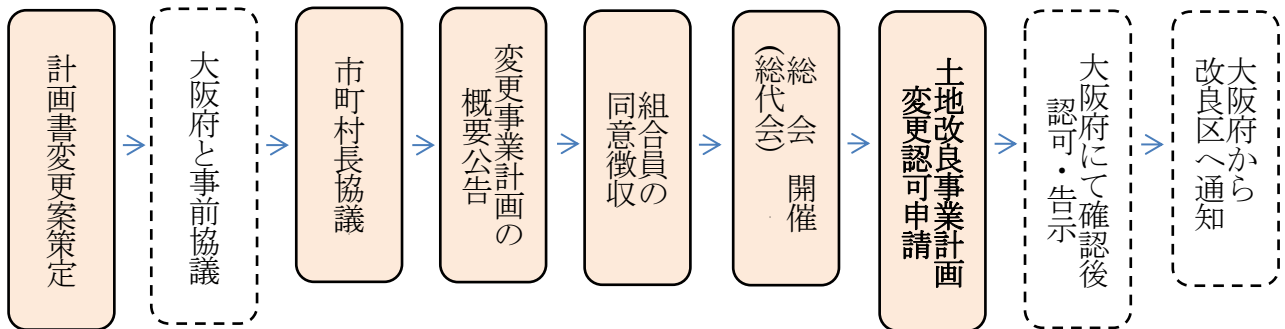 計画書変更案策定
大阪府と事前協議
市町村長協議
変更事業計画の
概要公告
組合員の
同意徴収
総会 開催
(総代会)
土地改良事業計画
変更認可申請
大阪府にて確認後
認可・告示
大阪府から
改良区へ通知